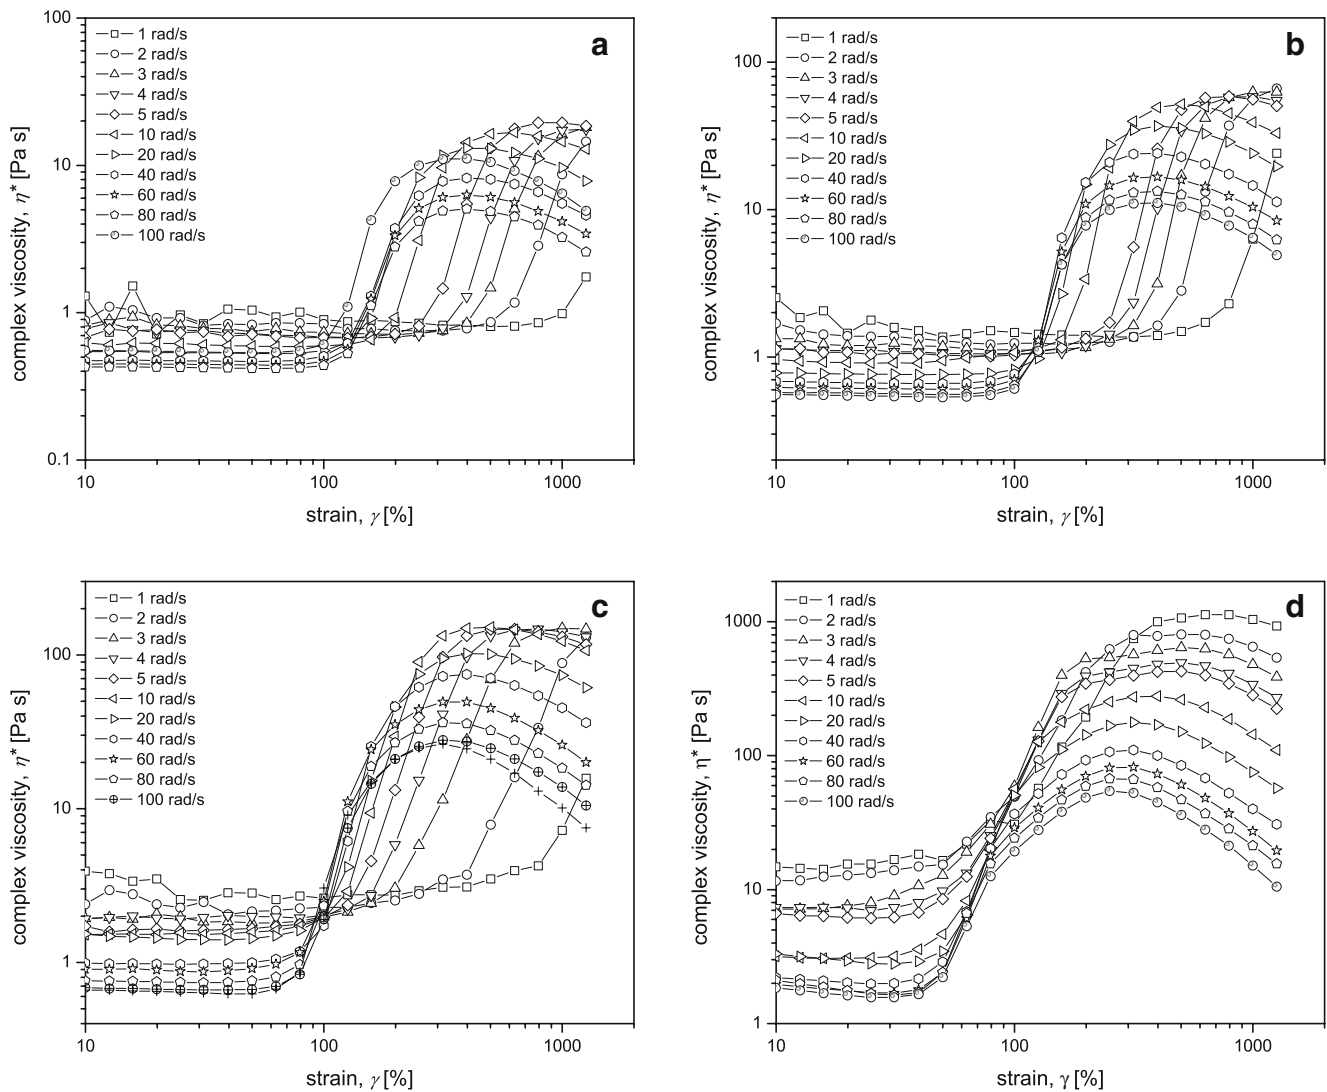 a
100
10
1
0.1
complex viscosity, η* [Pa s]
1 rad/s
2 rad/s
3 rad/s
4 rad/s
5 rad/s
10 rad/s
20 rad/s
40 rad/s
60 rad/s
80 rad/s
100 rad/s
10
100
1000
strain, γ [%]
b
100
10
1
complex viscosity, η* [Pa s]
1 rad/s
2 rad/s
3 rad/s
4 rad/s
5 rad/s
10 rad/s
20 rad/s
40 rad/s
60 rad/s
80 rad/s
100 rad/s
10
100
1000
strain, γ [%]
c
100
10
1
complex viscosity, η* [Pa s]
1 rad/s
2 rad/s
3 rad/s
4 rad/s
5 rad/s
10 rad/s
20 rad/s
40 rad/s
60 rad/s
80 rad/s
100 rad/s
10
100
1000
strain, γ [%]
d
1000
100
10
1
complex viscosity, η* [Pa s]
1 rad/s
2 rad/s
3 rad/s
4 rad/s
5 rad/s
10 rad/s
20 rad/s
40 rad/s
60 rad/s
80 rad/s
100 rad/s
10
100
1000
strain, γ [%]